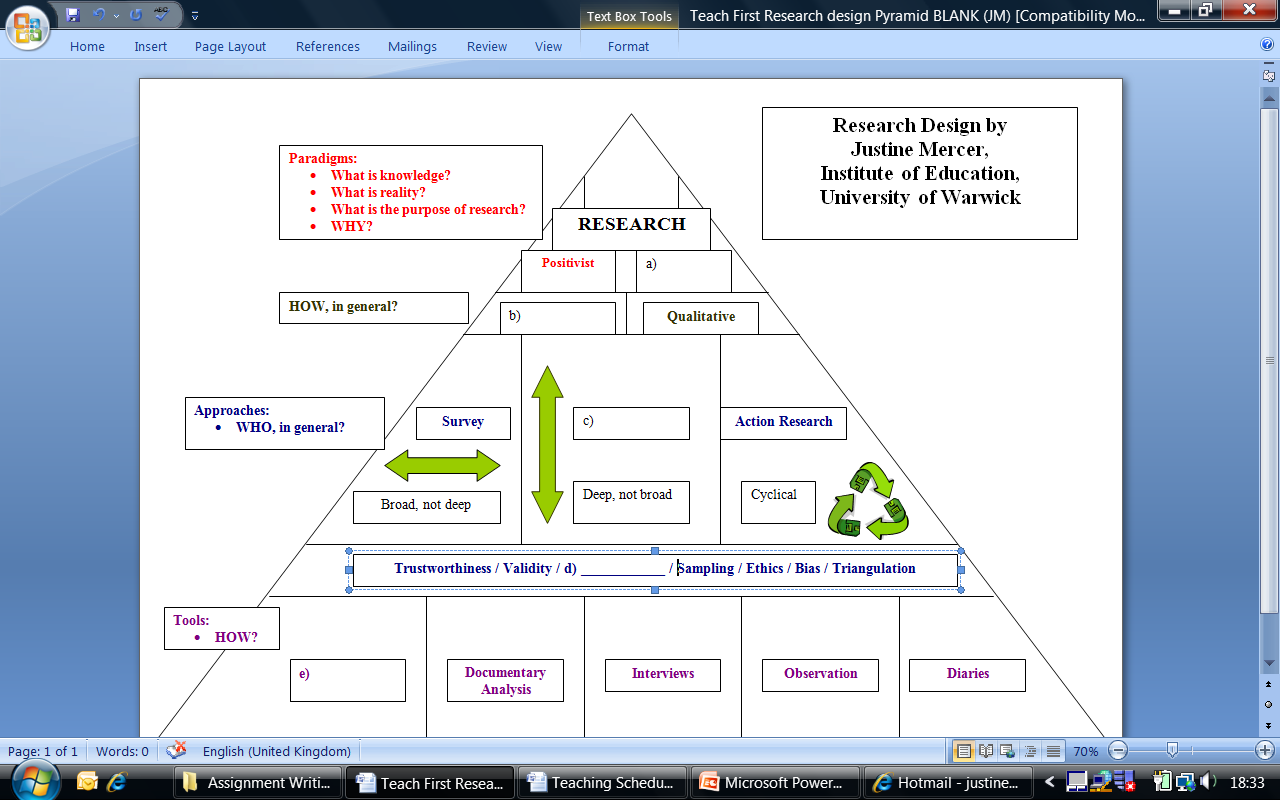 Text Box Tools
Teach First Research design Pyramid BLANK (JM) [Compatibility Mo...
Home Insert Page Layout References Mailings Review View Format
Research Design by
Justine Mercer,
Institute of Education,
University of Warwick
Paradigms:
• What is knowledge?
• What is reality?
• What is the purpose of research?
• WHY?
RESEARCH
Positivist
a)
HOW, in general?
b)
Qualitative
Approaches:
• WHO, in general?
Survey
c)
Action Research
Broad, not deep
Deep, not broad
Cyclical
Trustworthiness / Validity / d) ____________ / Sampling / Ethics / Bias / Triangulation
Tools:
• HOW?
e)
Documentary
Analysis
Interviews
Observation
Diaries
Page: 1 of 1 Words: 0 English (United Kingdom) 70%
Assignment Writi... Teach First Resea... Teaching Schedu... Microsoft Power... Hotmail - justine... 18:33